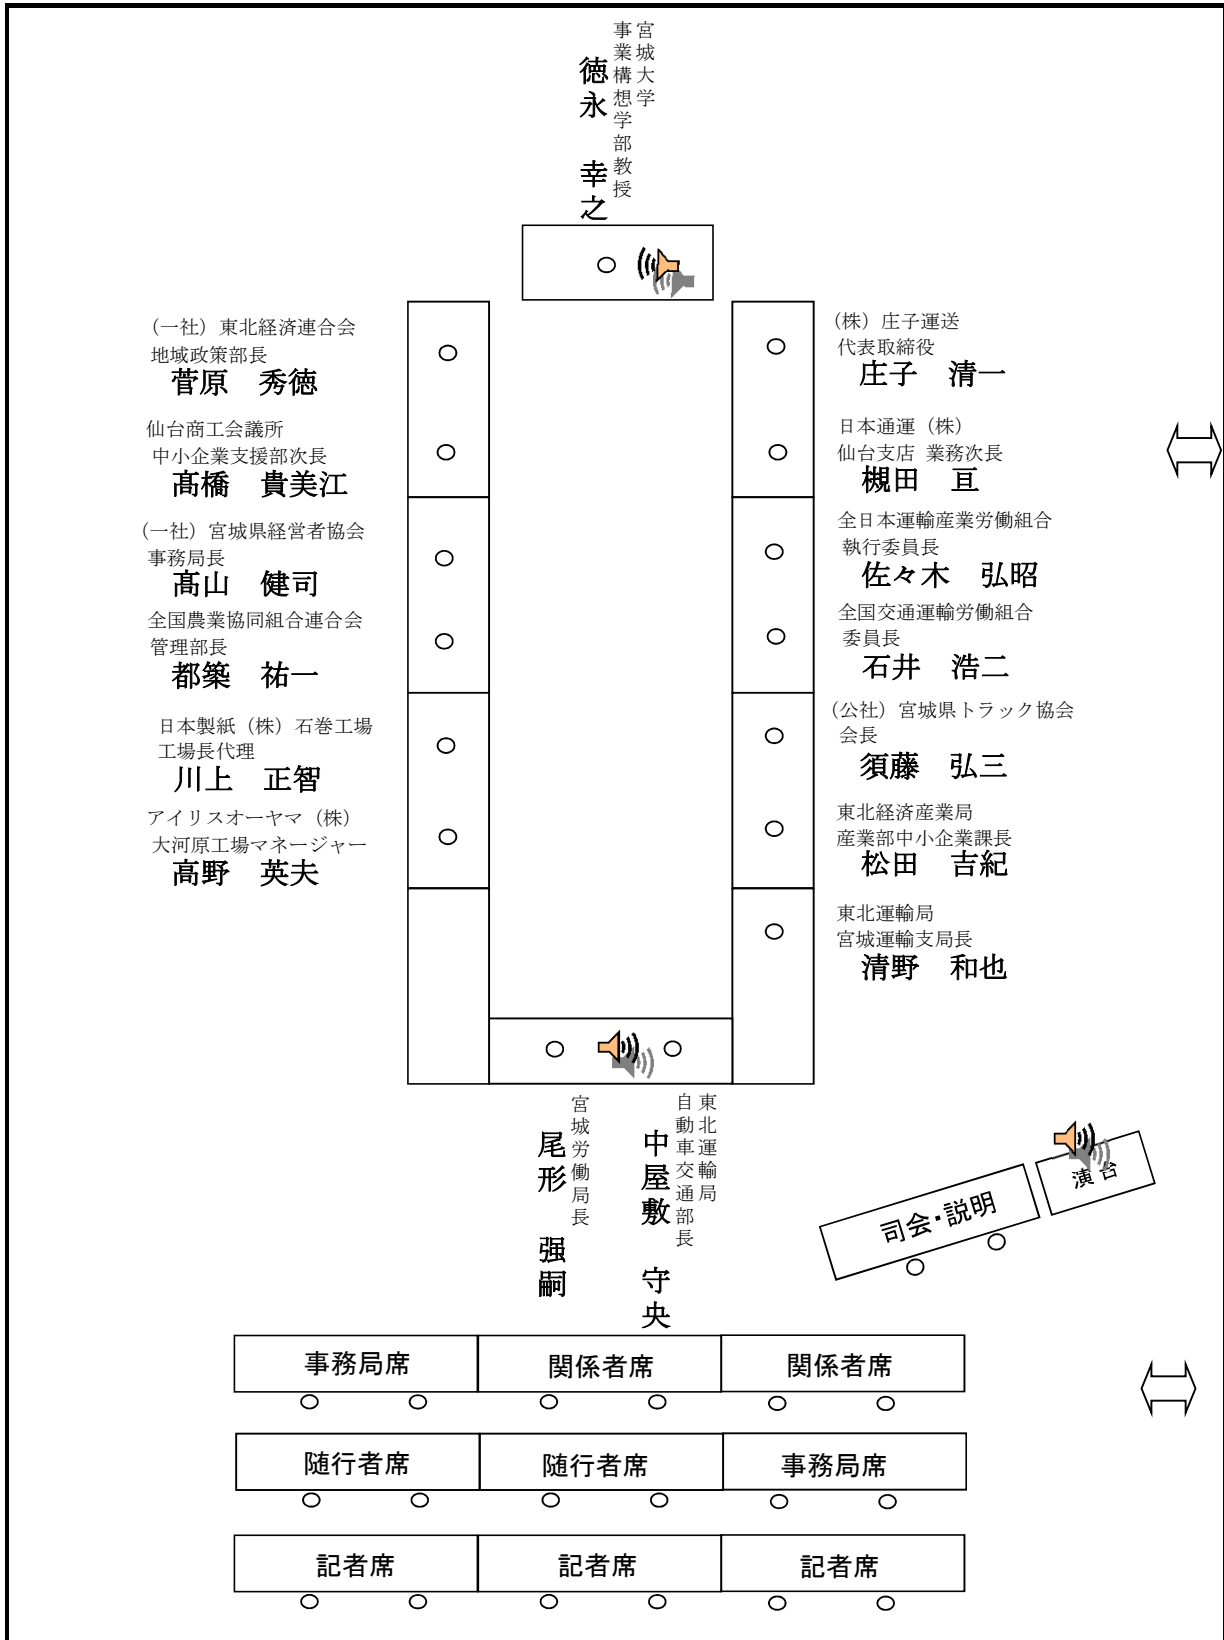 宮城大学
事業構想学部教授
徳永　幸之
(一社) 東北経済連合会
地域政策部長
菅原　秀徳
仙台商工会議所
中小企業支援部次長
髙橋　貴美江
(一社) 宮城県経営者協会
事務局長
髙山　健司
全国農業協同組合連合会
管理部長
都築　祐一
日本製紙 (株) 石巻工場
工場長代理
川上　正智
アイリスオーヤマ (株)
大河原工場マネージャー
高野　英夫
(株) 庄子運送
代表取締役
庄子　清一
日本通運 (株)
仙台支店 業務次長
槻田　亘
全日本運輸産業労働組合
執行委員長
佐々木　弘昭
全国交通運輸労働組合
委員長
石井　浩二
(公社) 宮城県トラック協会
会長
須藤　弘三
東北経済産業局
産業部中小企業課長
松田　吉紀
東北運輸局
宮城運輸支局長
清野　和也
東北運輸局
自動車交通部長
中屋敷　守央
宮城労働局長
尾形　强嗣
演台
司会・説明
事務局席
関係者席
関係者席
随行者席
随行者席
事務局席
記者席
記者席
記者席